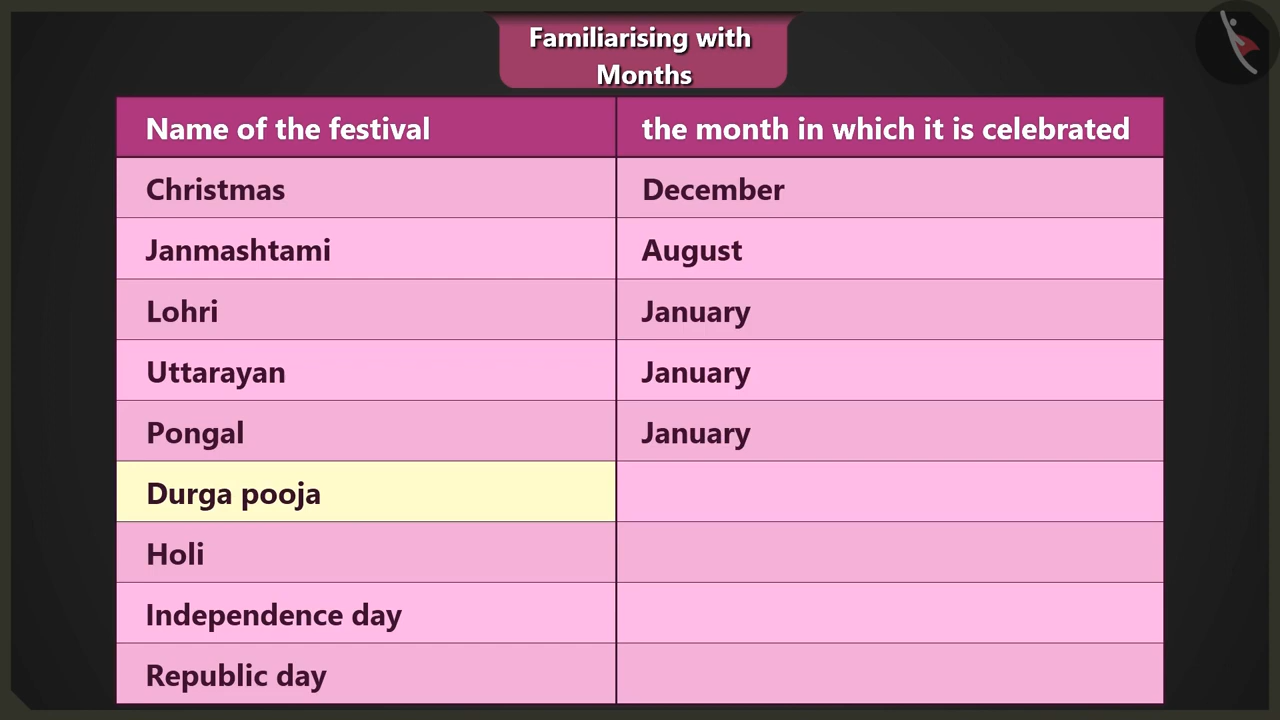 Familiarising with
Months
Name of the festival the month in which it is celebrated
Christmas December
Janmashtami August
Lohri January
Uttarayan January
Pongal January
Durga pooja
Holi
Independence day
Republic day